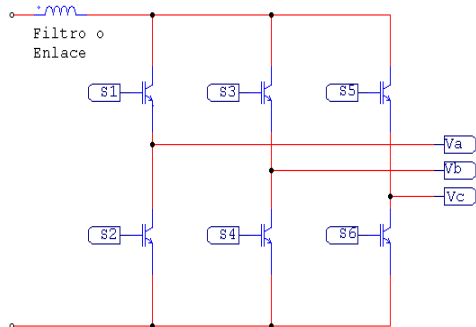 Filtro o
Enlace
S1
S3
S5
Va
Vb
Vc
S2
S4
S6